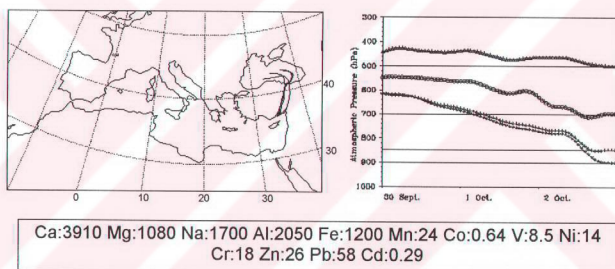 40
30
0
10
20
30
Atmospheric Pressure (hPa)
300
400
500
600
700
800
900
1000
30 Sept.
1 Oct.
2 Oct.
Ca:3910 Mg:1080 Na:1700 Al:2050 Fe:1200 Mn:24 Co:0.64 V:8.5 Ni:14
Cr:18 Zn:26 Pb:58 Cd:0.29